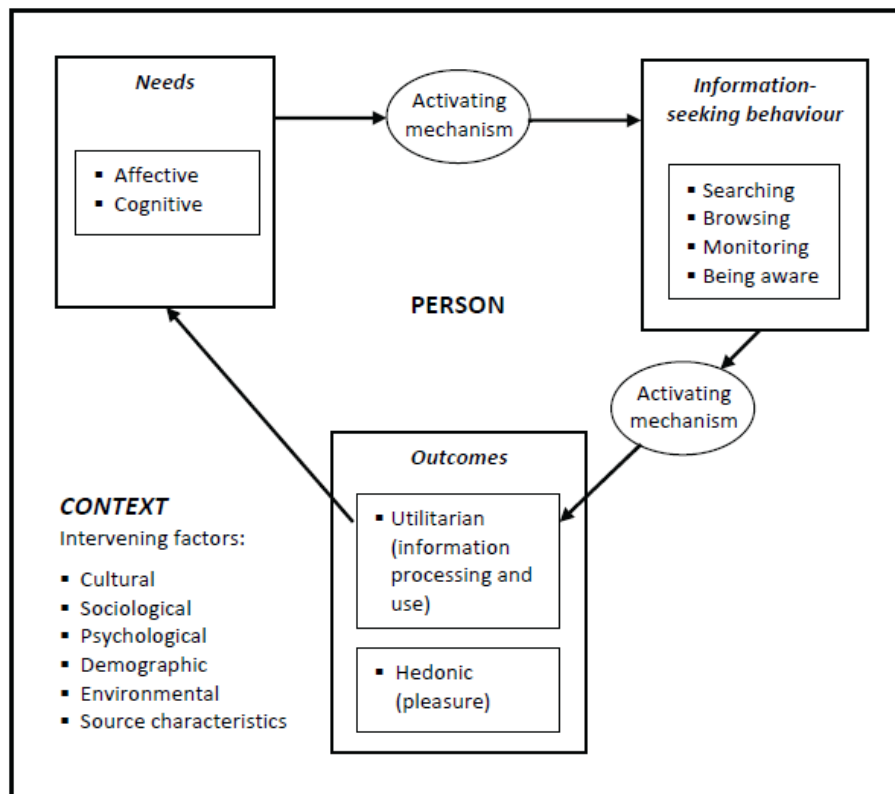 Needs
▪ Affective
▪ Cognitive
Activating
mechanism
Information-
seeking behaviour
▪ Searching
▪ Browsing
▪ Monitoring
▪ Being aware
PERSON
Activating
mechanism
Outcomes
▪ Utilitarian
(information
processing and
use)
▪ Hedonic
(pleasure)
CONTEXT
Intervening factors:
▪ Cultural
▪ Sociological
▪ Psychological
▪ Demographic
▪ Environmental
▪ Source characteristics